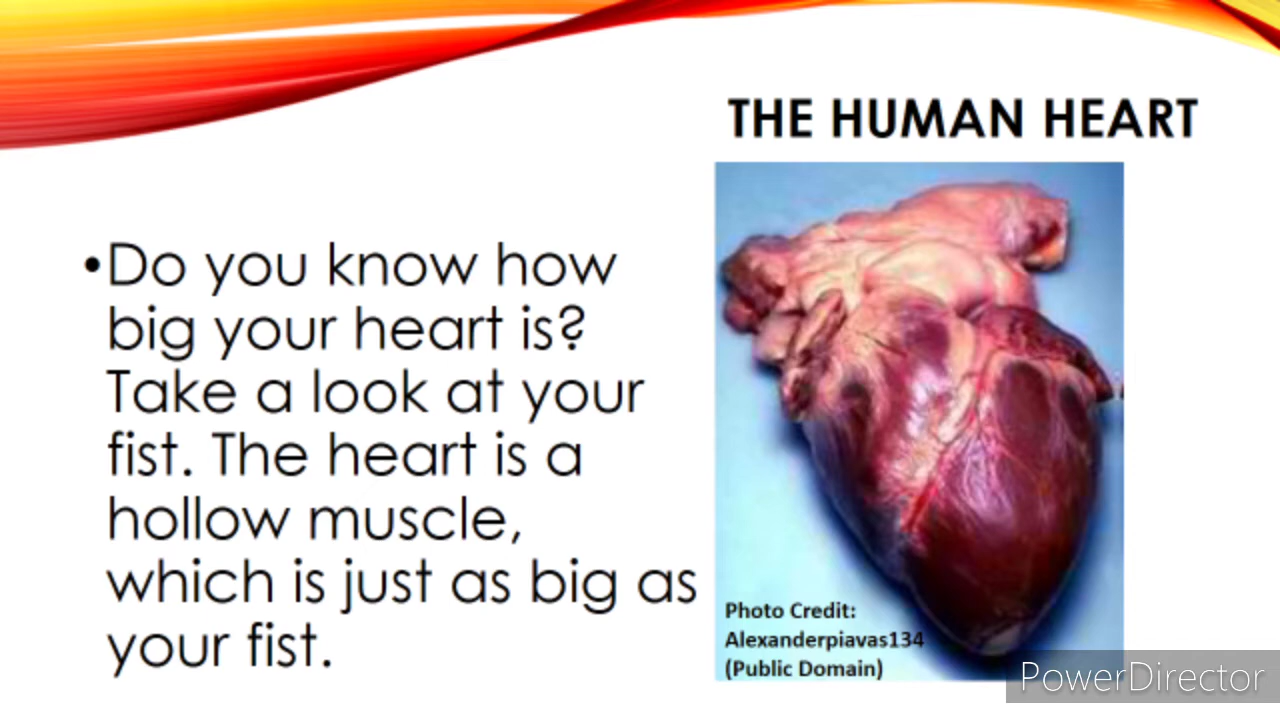 THE HUMAN HEART
•Do you know how
big your heart is?
Take a look at your
fist. The heart is a
hollow muscle,
which is just as big as
your fist.
Photo Credit:
Alexanderpiavas134
(Public Domain)
PowerDirector